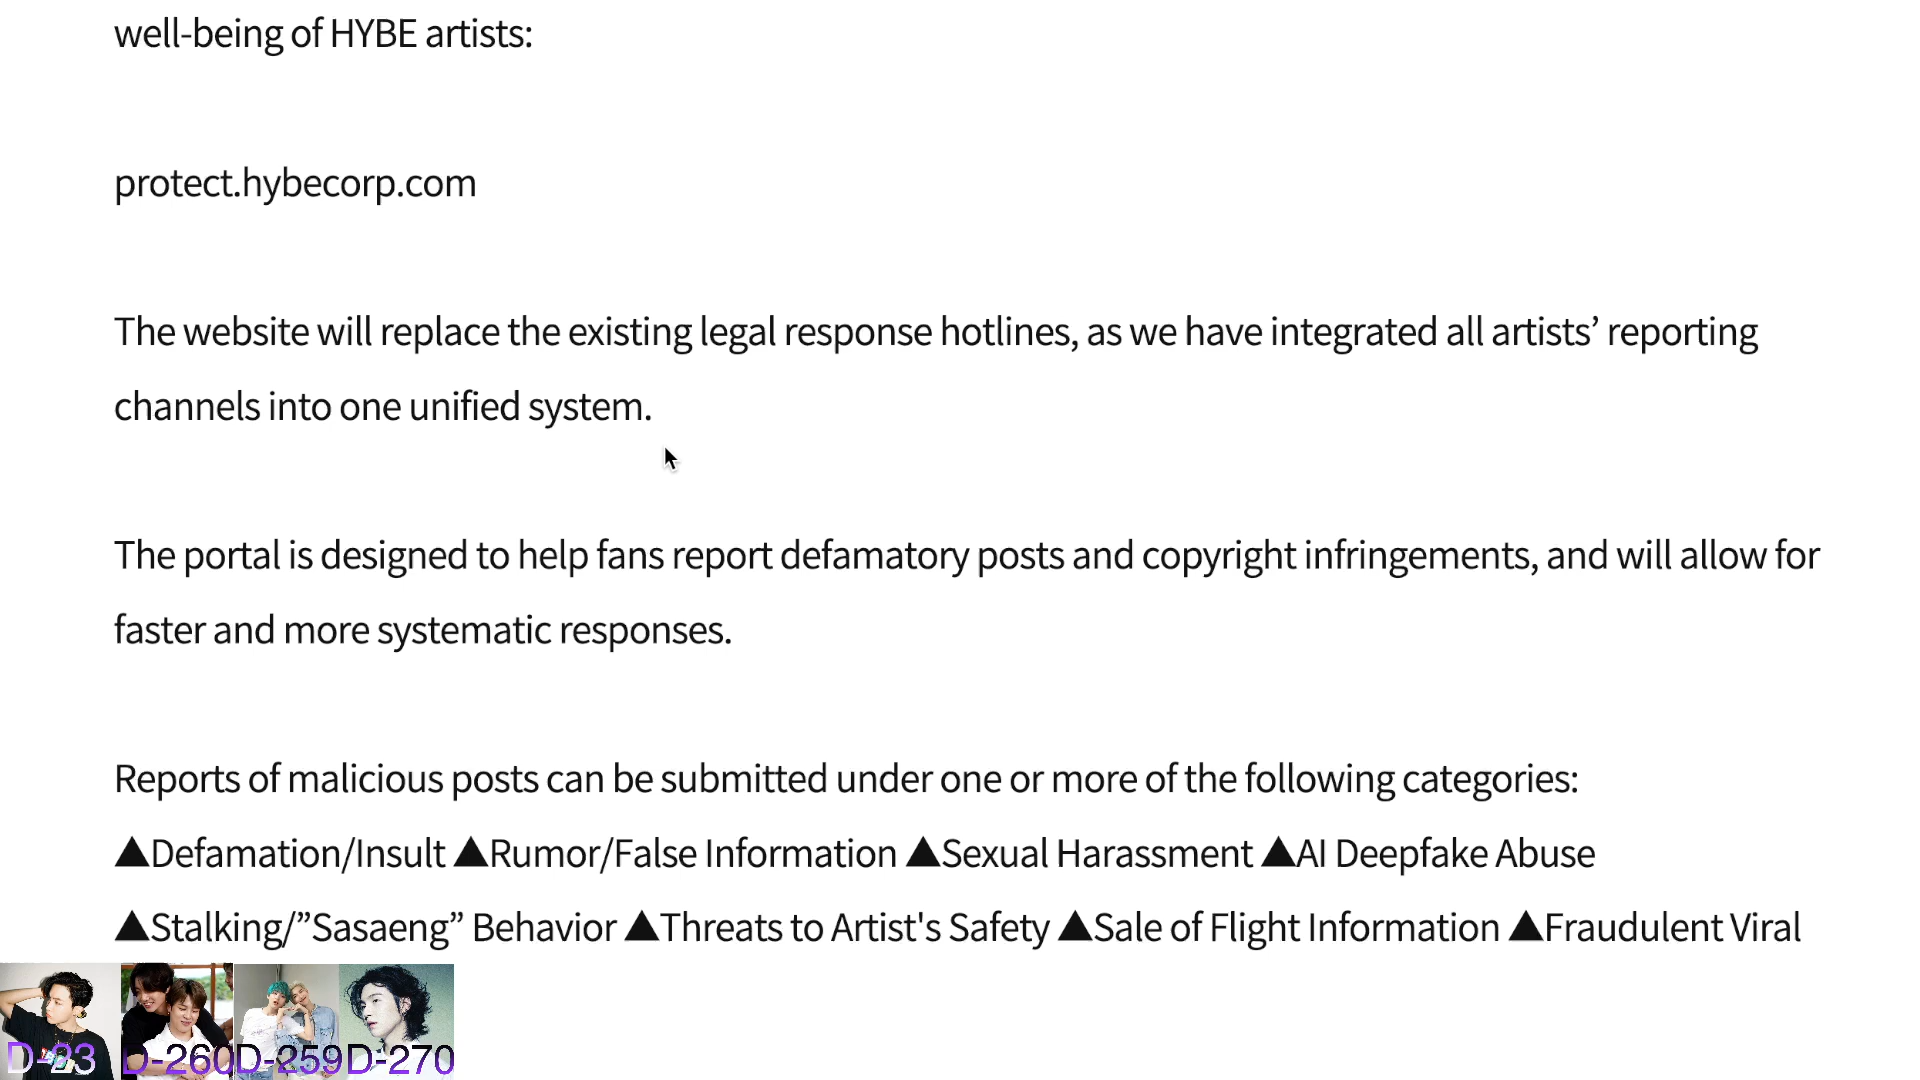 well-being of HYBE artists:
protect.hybecorp.com
The website will replace the existing legal response hotlines, as we have integrated all artists’ reporting
channels into one unified system.
The portal is designed to help fans report defamatory posts and copyright infringements, and will allow for
faster and more systematic responses.
Reports of malicious posts can be submitted under one or more of the following categories:
▲Defamation/Insult ▲Rumor/False Information ▲Sexual Harassment ▲AI Deepfake Abuse
▲Stalking/”Sasaeng” Behavior ▲Threats to Artist's Safety ▲Sale of Flight Information ▲Fraudulent Viral
D-23 D-260 D-259 D-270